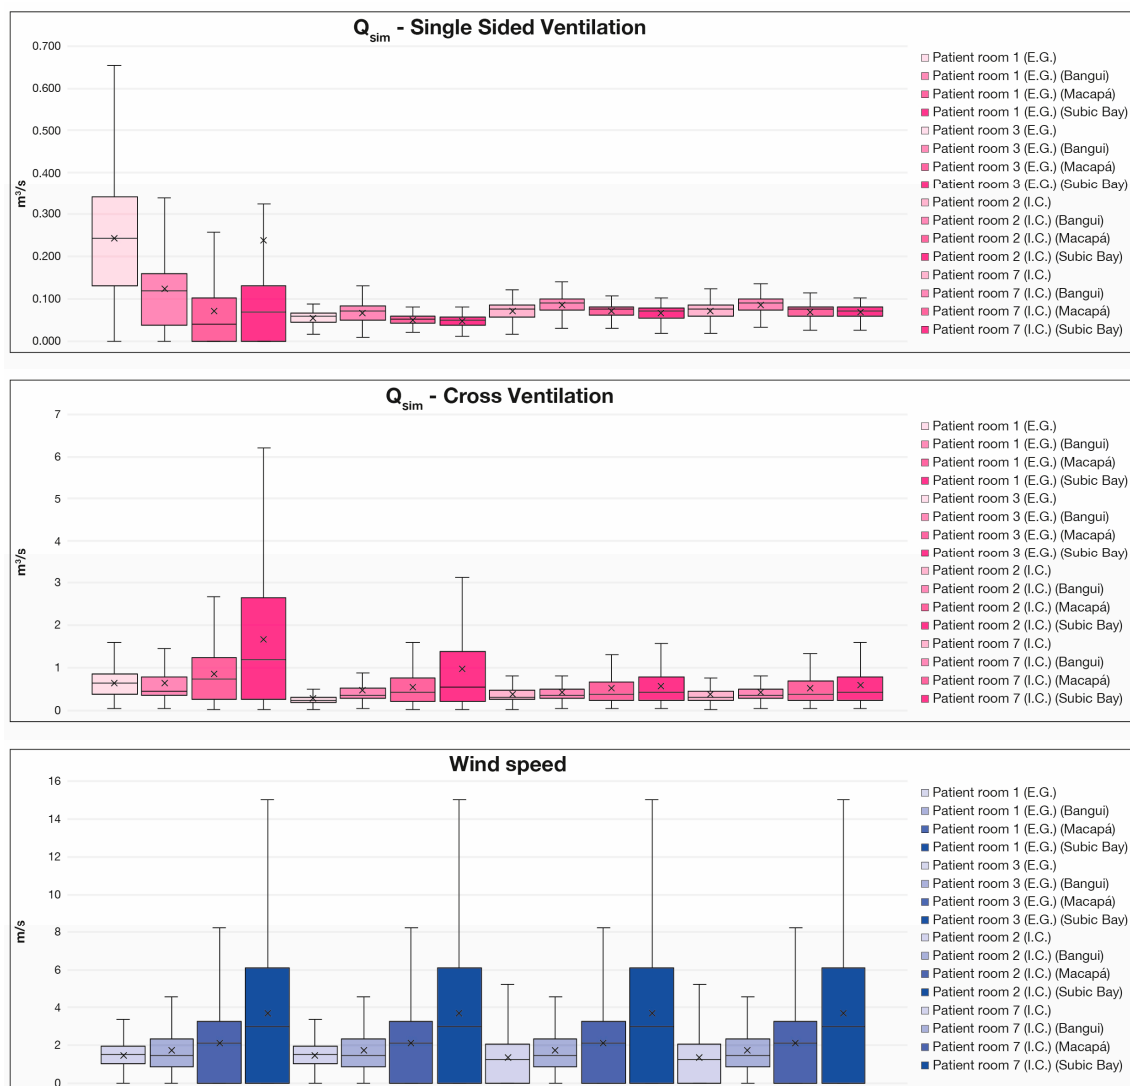 Qsim - Single Sided Ventilation
0.700
0.600
0.500
0.400
0.300
0.200
0.100
0.000
m³/s
Patient room 1 (E.G.)
Patient room 1 (E.G.) (Bangui)
Patient room 1 (E.G.) (Macapá)
Patient room 1 (E.G.) (Subic Bay)
Patient room 3 (E.G.)
Patient room 3 (E.G.) (Bangui)
Patient room 3 (E.G.) (Macapá)
Patient room 3 (E.G.) (Subic Bay)
Patient room 2 (I.C.)
Patient room 2 (I.C.) (Bangui)
Patient room 2 (I.C.) (Macapá)
Patient room 2 (I.C.) (Subic Bay)
Patient room 7 (I.C.)
Patient room 7 (I.C.) (Bangui)
Patient room 7 (I.C.) (Macapá)
Patient room 7 (I.C.) (Subic Bay)
Qsim - Cross Ventilation
7
6
5
4
3
2
1
0
m³/s
Patient room 1 (E.G.)
Patient room 1 (E.G.) (Bangui)
Patient room 1 (E.G.) (Macapá)
Patient room 1 (E.G.) (Subic Bay)
Patient room 3 (E.G.)
Patient room 3 (E.G.) (Bangui)
Patient room 3 (E.G.) (Macapá)
Patient room 3 (E.G.) (Subic Bay)
Patient room 2 (I.C.)
Patient room 2 (I.C.) (Bangui)
Patient room 2 (I.C.) (Macapá)
Patient room 2 (I.C.) (Subic Bay)
Patient room 7 (I.C.)
Patient room 7 (I.C.) (Bangui)
Patient room 7 (I.C.) (Macapá)
Patient room 7 (I.C.) (Subic Bay)
Wind speed
16
14
12
10
8
6
4
2
0
m/s
Patient room 1 (E.G.)
Patient room 1 (E.G.) (Bangui)
Patient room 1 (E.G.) (Macapá)
Patient room 1 (E.G.) (Subic Bay)
Patient room 3 (E.G.)
Patient room 3 (E.G.) (Bangui)
Patient room 3 (E.G.) (Macapá)
Patient room 3 (E.G.) (Subic Bay)
Patient room 2 (I.C.)
Patient room 2 (I.C.) (Bangui)
Patient room 2 (I.C.) (Macapá)
Patient room 2 (I.C.) (Subic Bay)
Patient room 7 (I.C.)
Patient room 7 (I.C.) (Bangui)
Patient room 7 (I.C.) (Macapá)
Patient room 7 (I.C.) (Subic Bay)